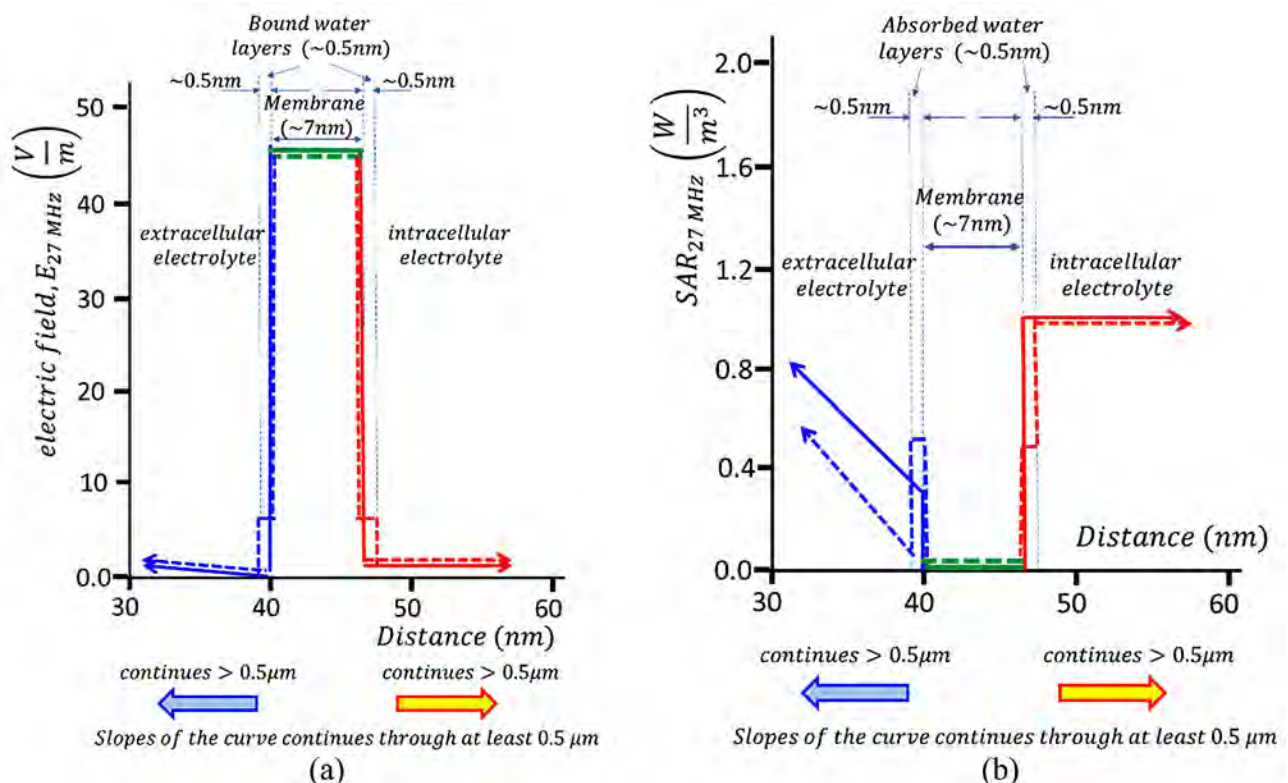 Bound water
layers (~0.5nm)
~0.5nm
~0.5nm
Membrane
(~7nm)
electric field, E27 MHz (V/m)
50
40
30
20
10
0.0
extracellular
electrolyte
intracellular
electrolyte
30
40
50
60
Distance (nm)
continues > 0.5μm
continues > 0.5μm
Slopes of the curve continues through at least 0.5 μm
(a)
Absorbed water
layers (~0.5nm)
~0.5nm
~0.5nm
SAR27 MHz (W/m³)
2.0
1.6
1.2
0.8
0.4
0.0
Membrane
(~7nm)
extracellular
electrolyte
intracellular
electrolyte
Distance (nm)
30
40
50
60
continues > 0.5μm
continues > 0.5μm
Slopes of the curve continues through at least 0.5 μm
(b)